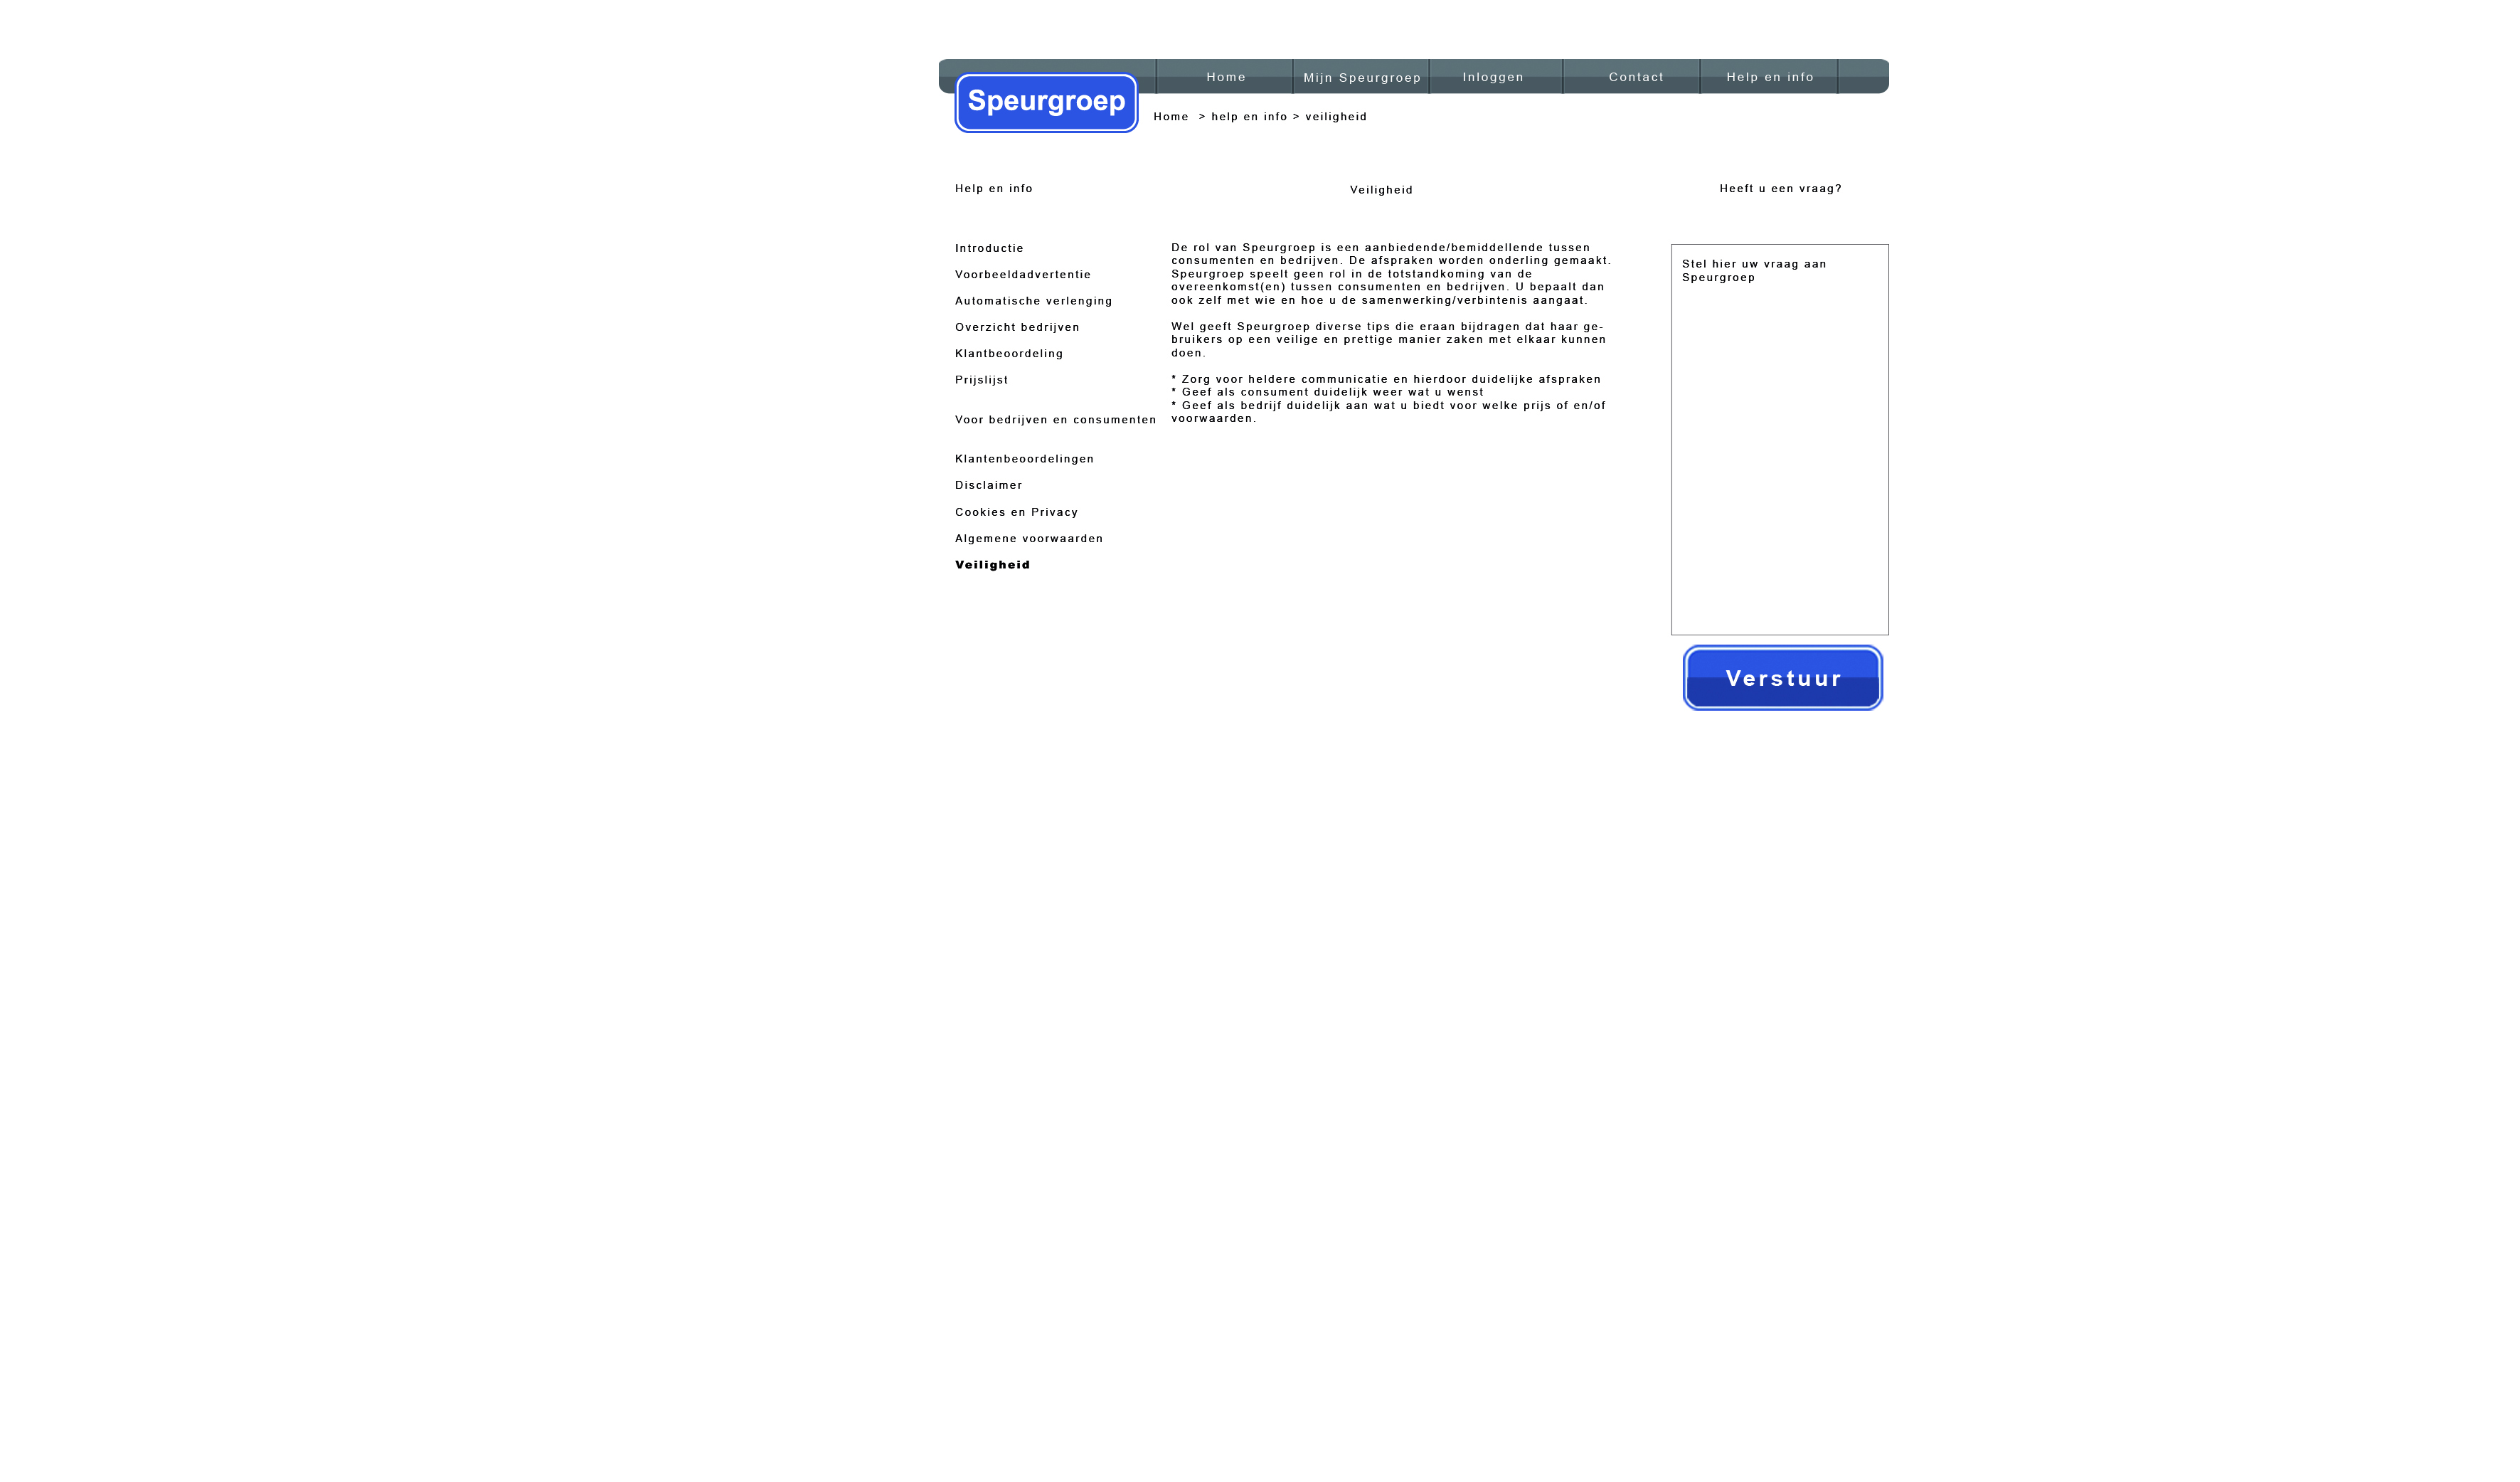 Home
Mijn Speurgroep
Inloggen
Contact
Help en info
Speurgroep
Home > help en info > veiligheid
Help en info
Introductie
Voorbeeldadvertentie
Automatische verlenging
Overzicht bedrijven
Klantbeoordeling
Prijslijst
Voor bedrijven en consumenten
Klantenbeoordelingen
Disclaimer
Cookies en Privacy
Algemene voorwaarden
Veiligheid
Veiligheid
De rol van Speurgroep is een aanbiedende/bemiddellende tussen
consumenten en bedrijven. De afspraken worden onderling gemaakt.
Speurgroep speelt geen rol in de totstandkoming van de
overeenkomst(en) tussen consumenten en bedrijven. U bepaalt dan
ook zelf met wie en hoe u de samenwerking/verbintenis aangaat.
Wel geeft Speurgroep diverse tips die eraan bijdragen dat haar ge-
bruikers op een veilige en prettige manier zaken met elkaar kunnen
doen.
* Zorg voor heldere communicatie en hierdoor duidelijke afspraken
* Geef als consument duidelijk weer wat u wenst
* Geef als bedrijf duidelijk aan wat u biedt voor welke prijs of en/of
voorwaarden.
Heeft u een vraag?
Stel hier uw vraag aan
Speurgroep
Verstuur